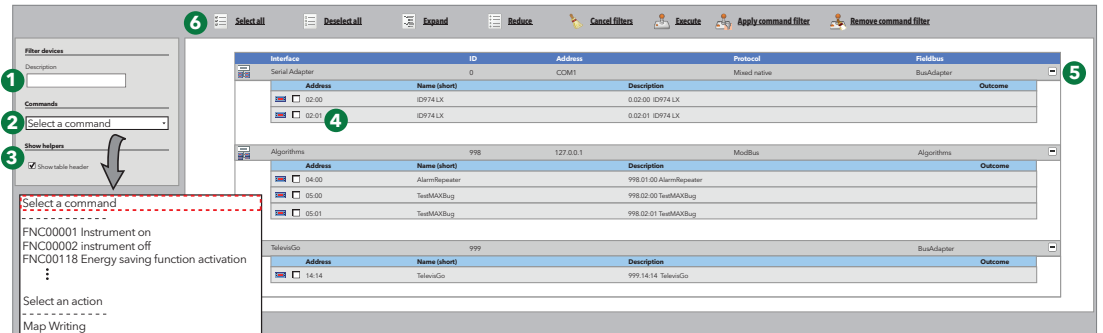 6 Select all Deselect all Expand Reduce Cancel filters Execute Apply command filter Remove command filter
Filter devices
Description
1
Commands
2 Select a command
Show helpers
3
Show table header
Select a command
FNC00001 Instrument on
FNC00002 instrument off
FNC00118 Energy saving function activation
Select an action
Map Writing
Interface ID Address Protocol Fieldbus
Serial Adapter 0 COM1 Mixed native BusAdapter 5
Address Name (short) Description Outcome
02:00 ID974 LX 0.02:00 ID974 LX
02:01 4 ID974 LX 0.02:01 ID974 LX
Algorithms 998 127.0.0.1 ModBus Algorithms
Address Name (short) Description Outcome
04:00 AlarmRepeater 998.01:00 AlarmRepeater
05:00 TestMAXBug 998.02:00 TestMAXBug
05:01 TestMAXBug 998.02:01 TestMAXBug
TelevisGo 999 BusAdapter
Address Name (short) Description Outcome
14:14 TelevisGo 999.14:14 TelevisGo